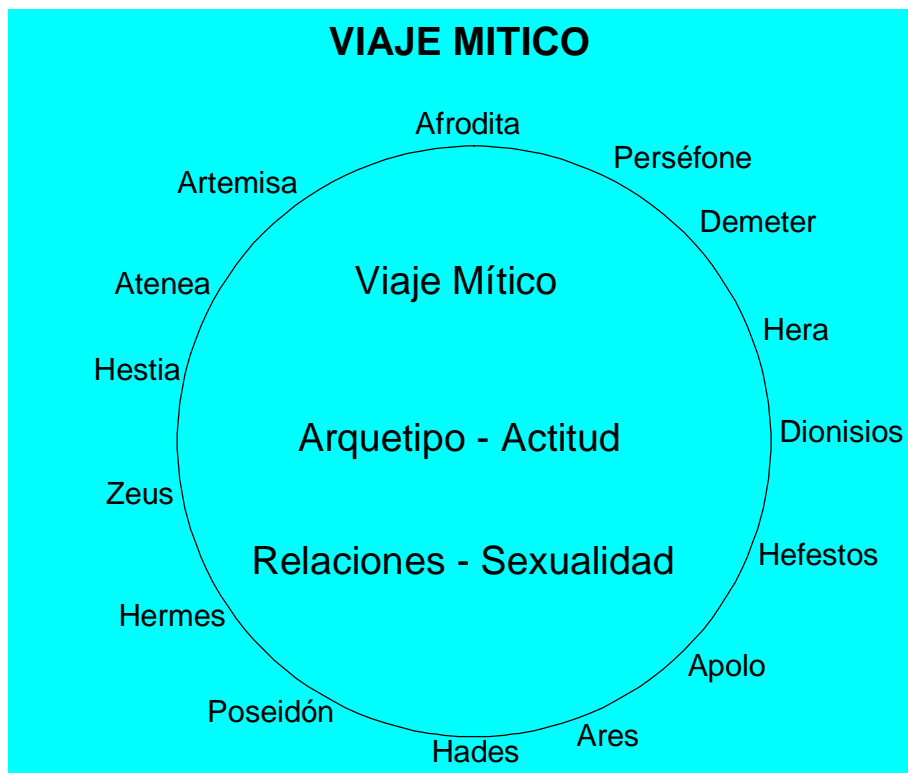 VIAJE MITICO
Afrodita
Perséfone
Artemisa
Demeter
Atenea
Viaje Mítico
Hera
Hestia
Arquetipo - Actitud
Dionisios
Zeus
Relaciones - Sexualidad
Hefestos
Hermes
Apolo
Poseidón
Ares
Hades